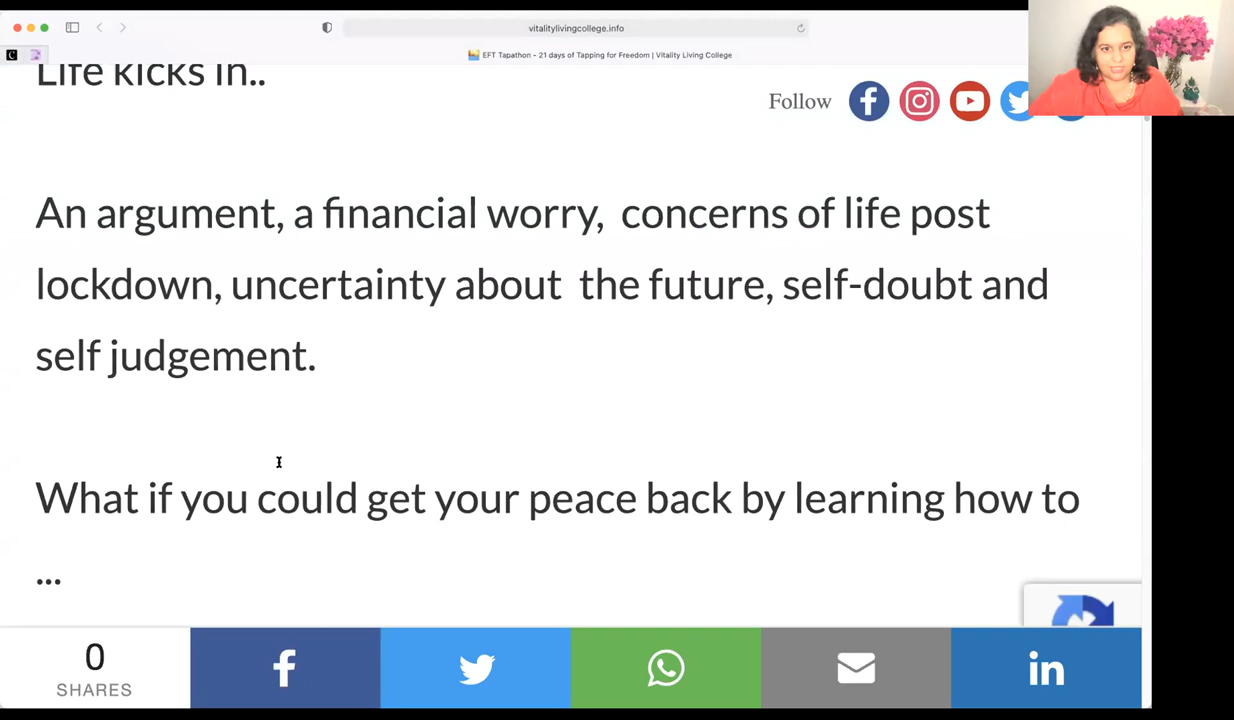 vitalitylivingcollege.info
EFT Tapathon - 21 days of Tapping for Freedom | Vitality Living College
Life kicks in..
Follow
An argument, a financial worry,  concerns of life post
lockdown, uncertainty about  the future, self-doubt and
self judgement.
What if you could get your peace back by learning how to
...
0
SHARES